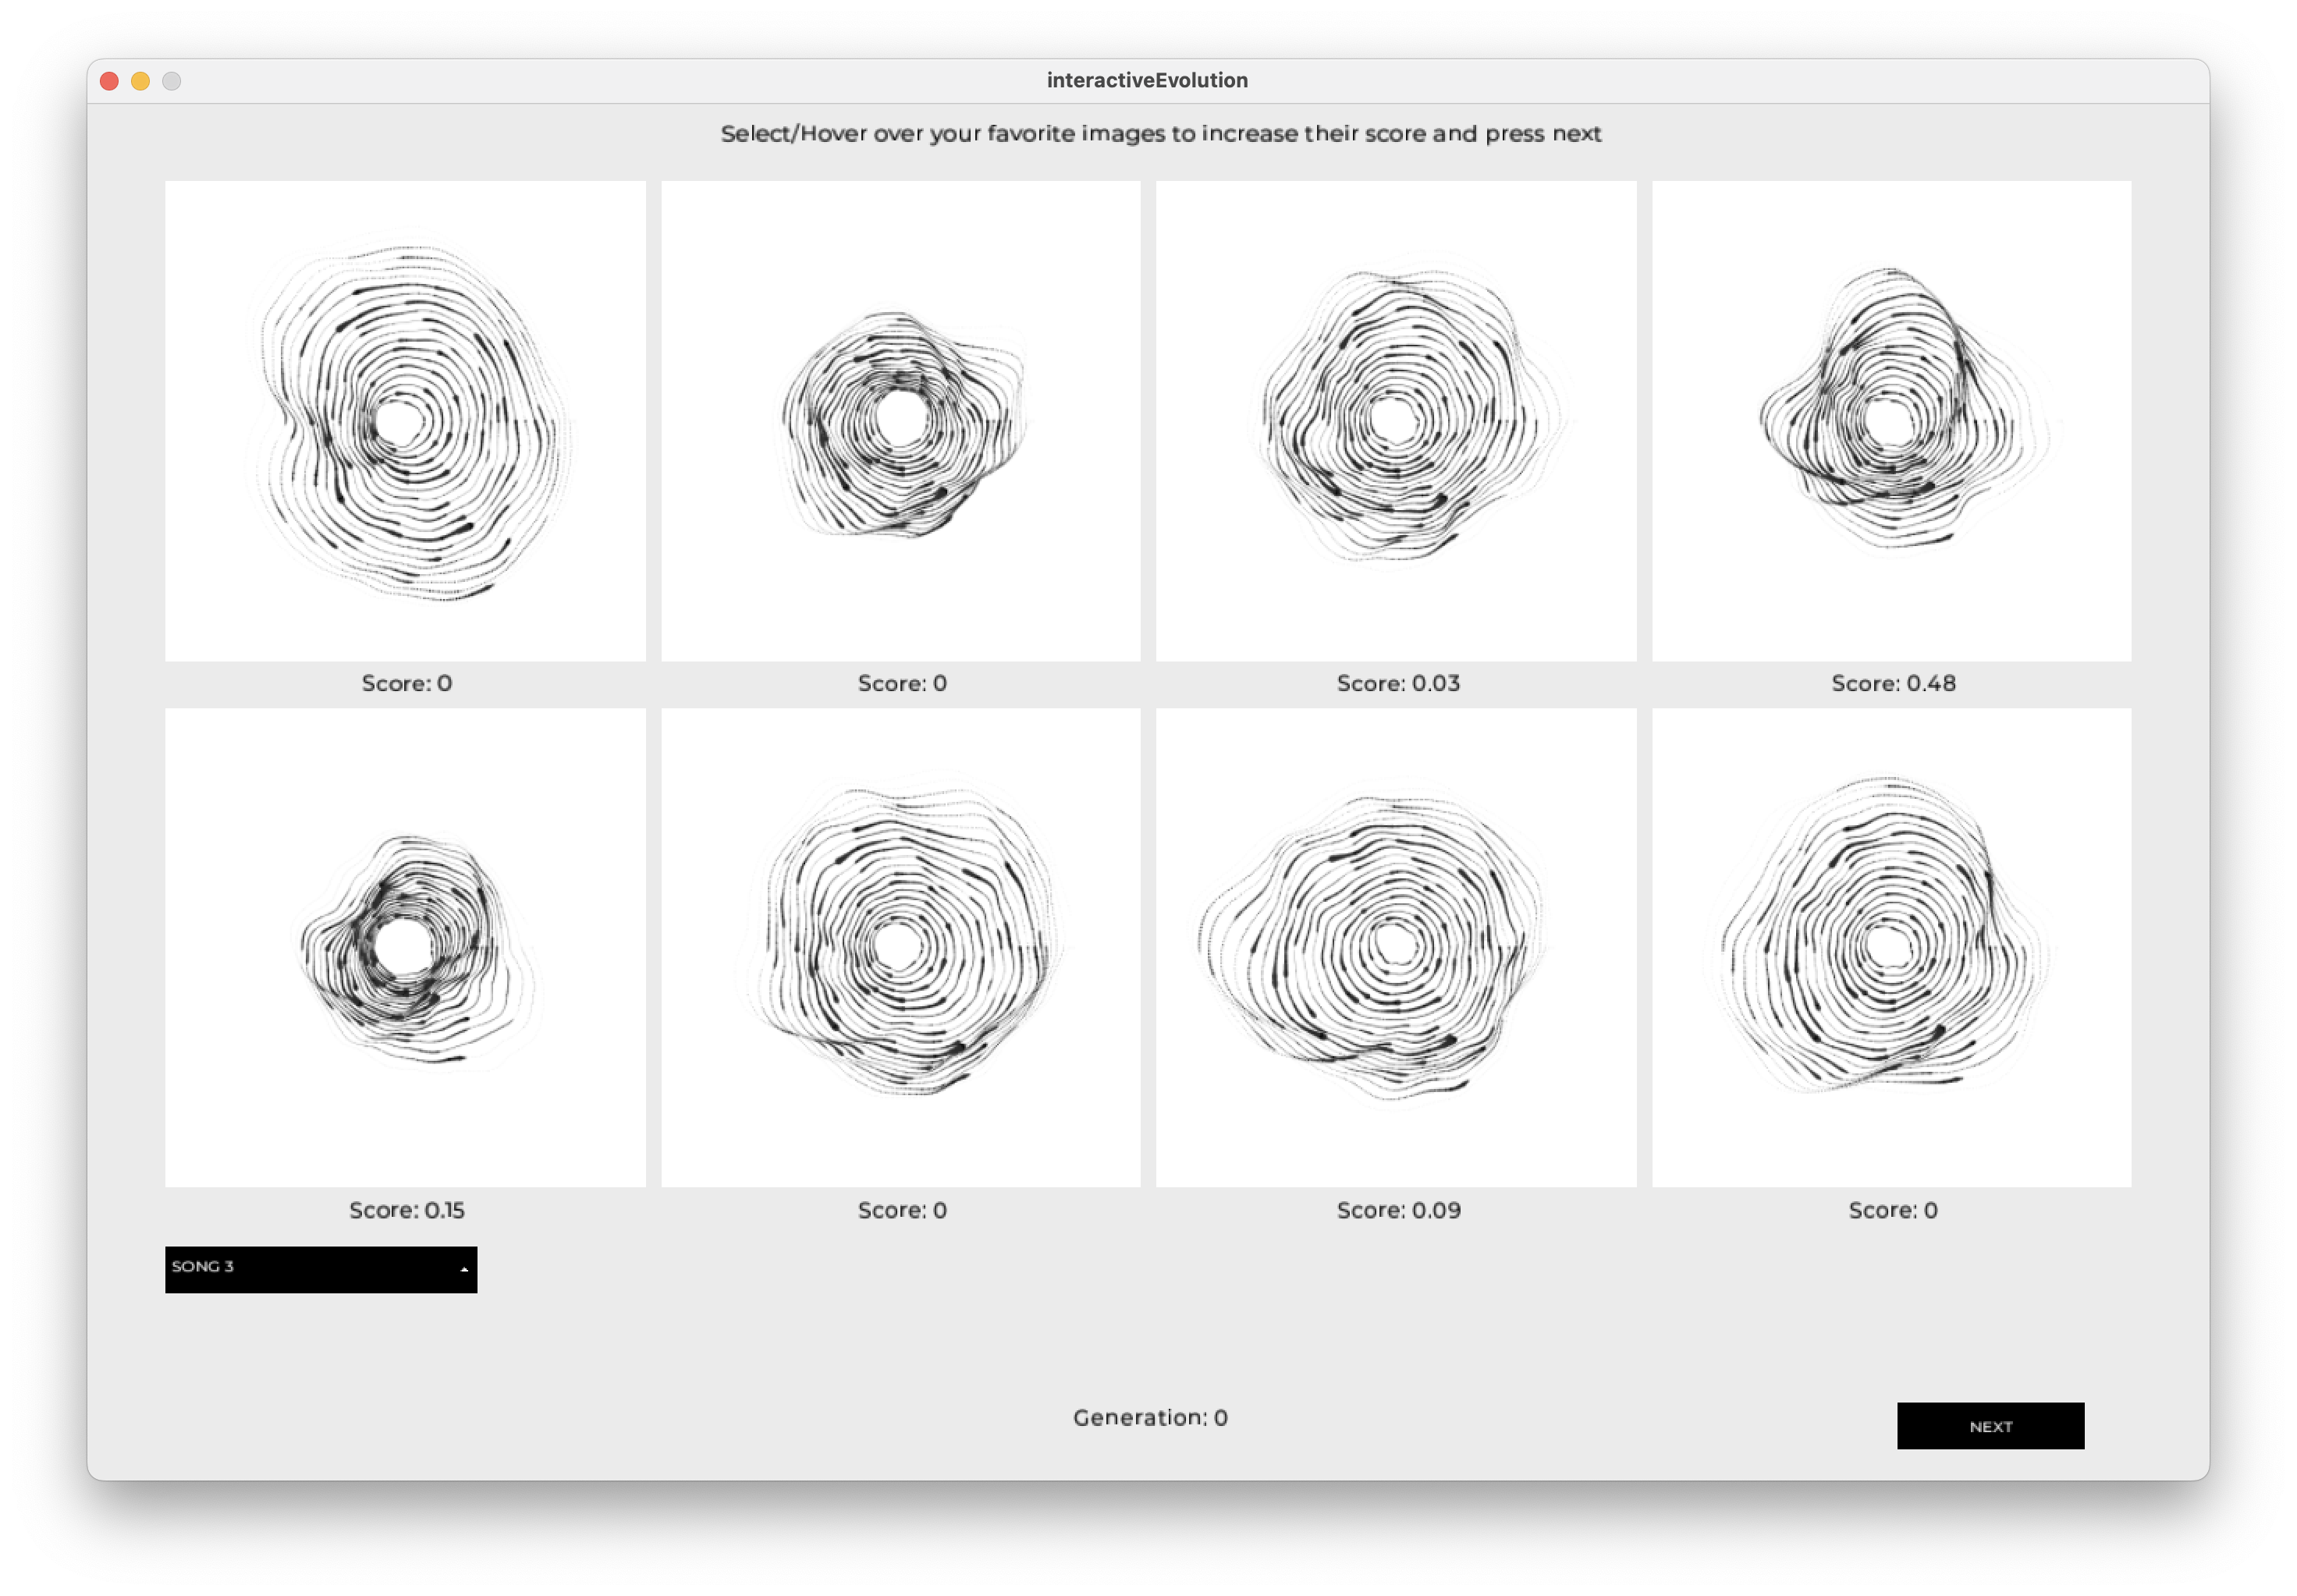 interactiveEvolution
Select/Hover over your favorite images to increase their score and press next
Score: 0
Score: 0
Score: 0.03
Score: 0.48
Score: 0.15
Score: 0
Score: 0.09
Score: 0
SONG 3
Generation: 0
NEXT